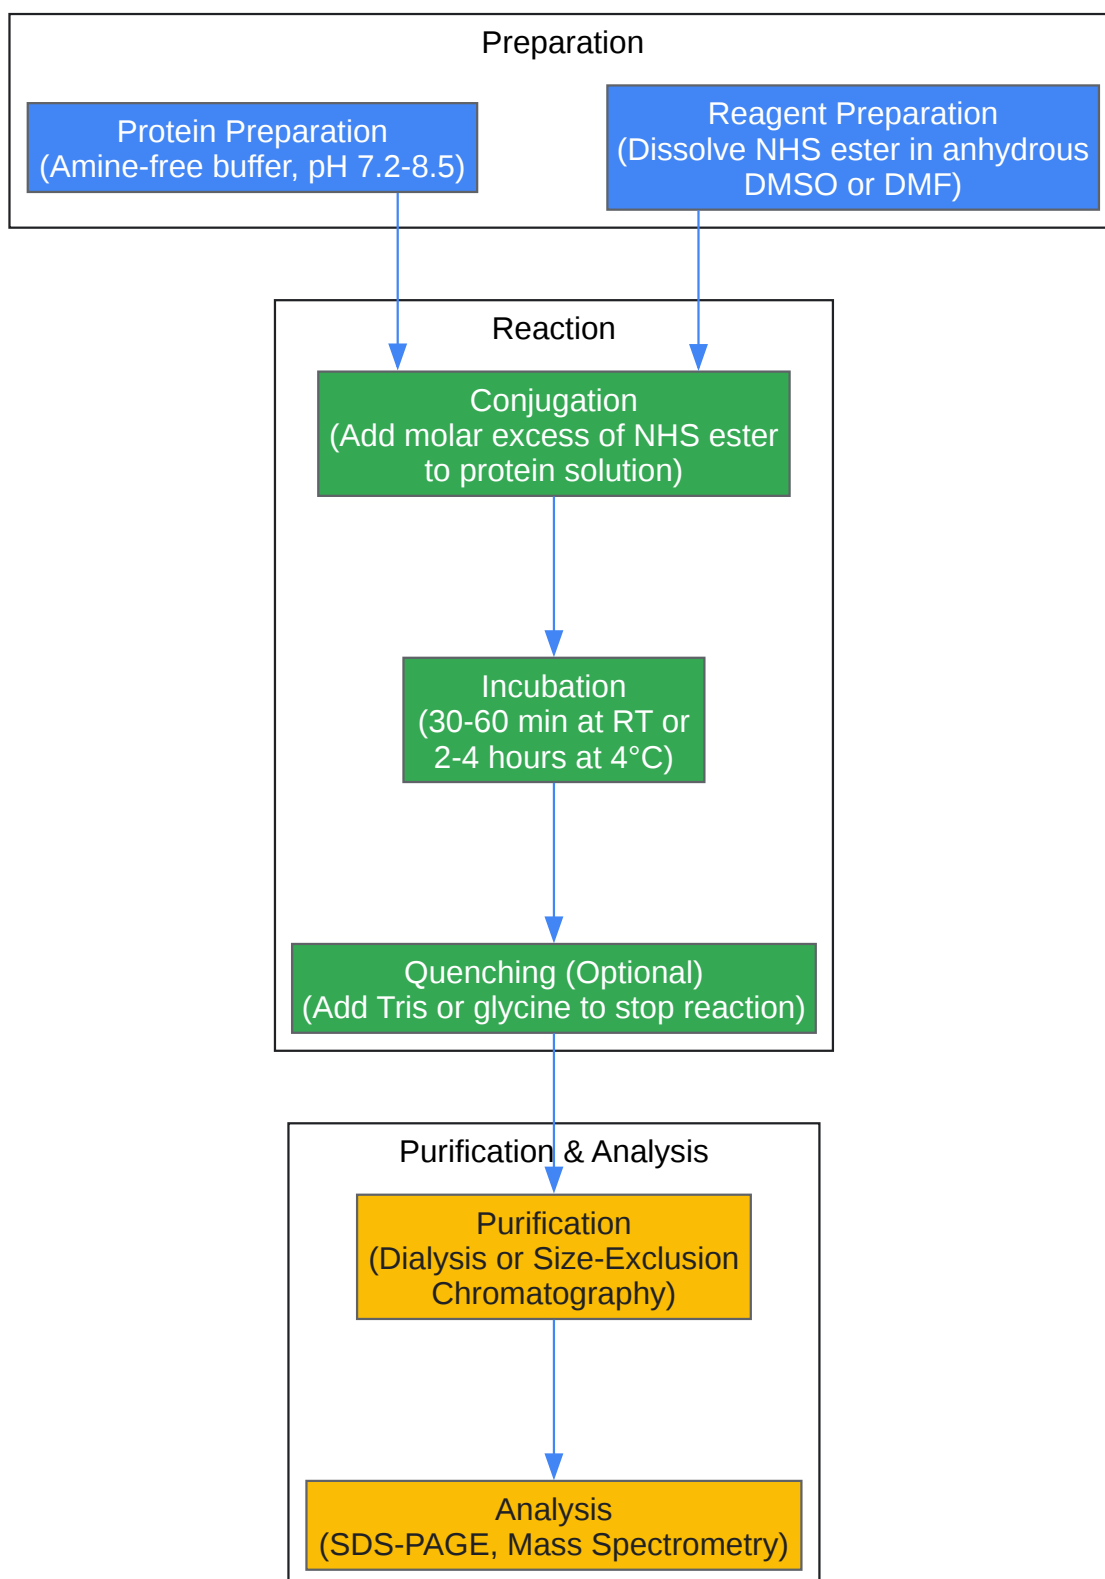 Preparation
Protein Preparation
(Amine-free buffer, pH 7.2-8.5)
Reagent Preparation
(Dissolve NHS ester in anhydrous
DMSO or DMF)
Reaction
Conjugation
(Add molar excess of NHS ester
to protein solution)
Incubation
(30-60 min at RT or
2-4 hours at 4°C)
Quenching (Optional)
(Add Tris or glycine to stop reaction)
Purification & Analysis
Purification
(Dialysis or Size-Exclusion
Chromatography)
Analysis
(SDS-PAGE, Mass Spectrometry)